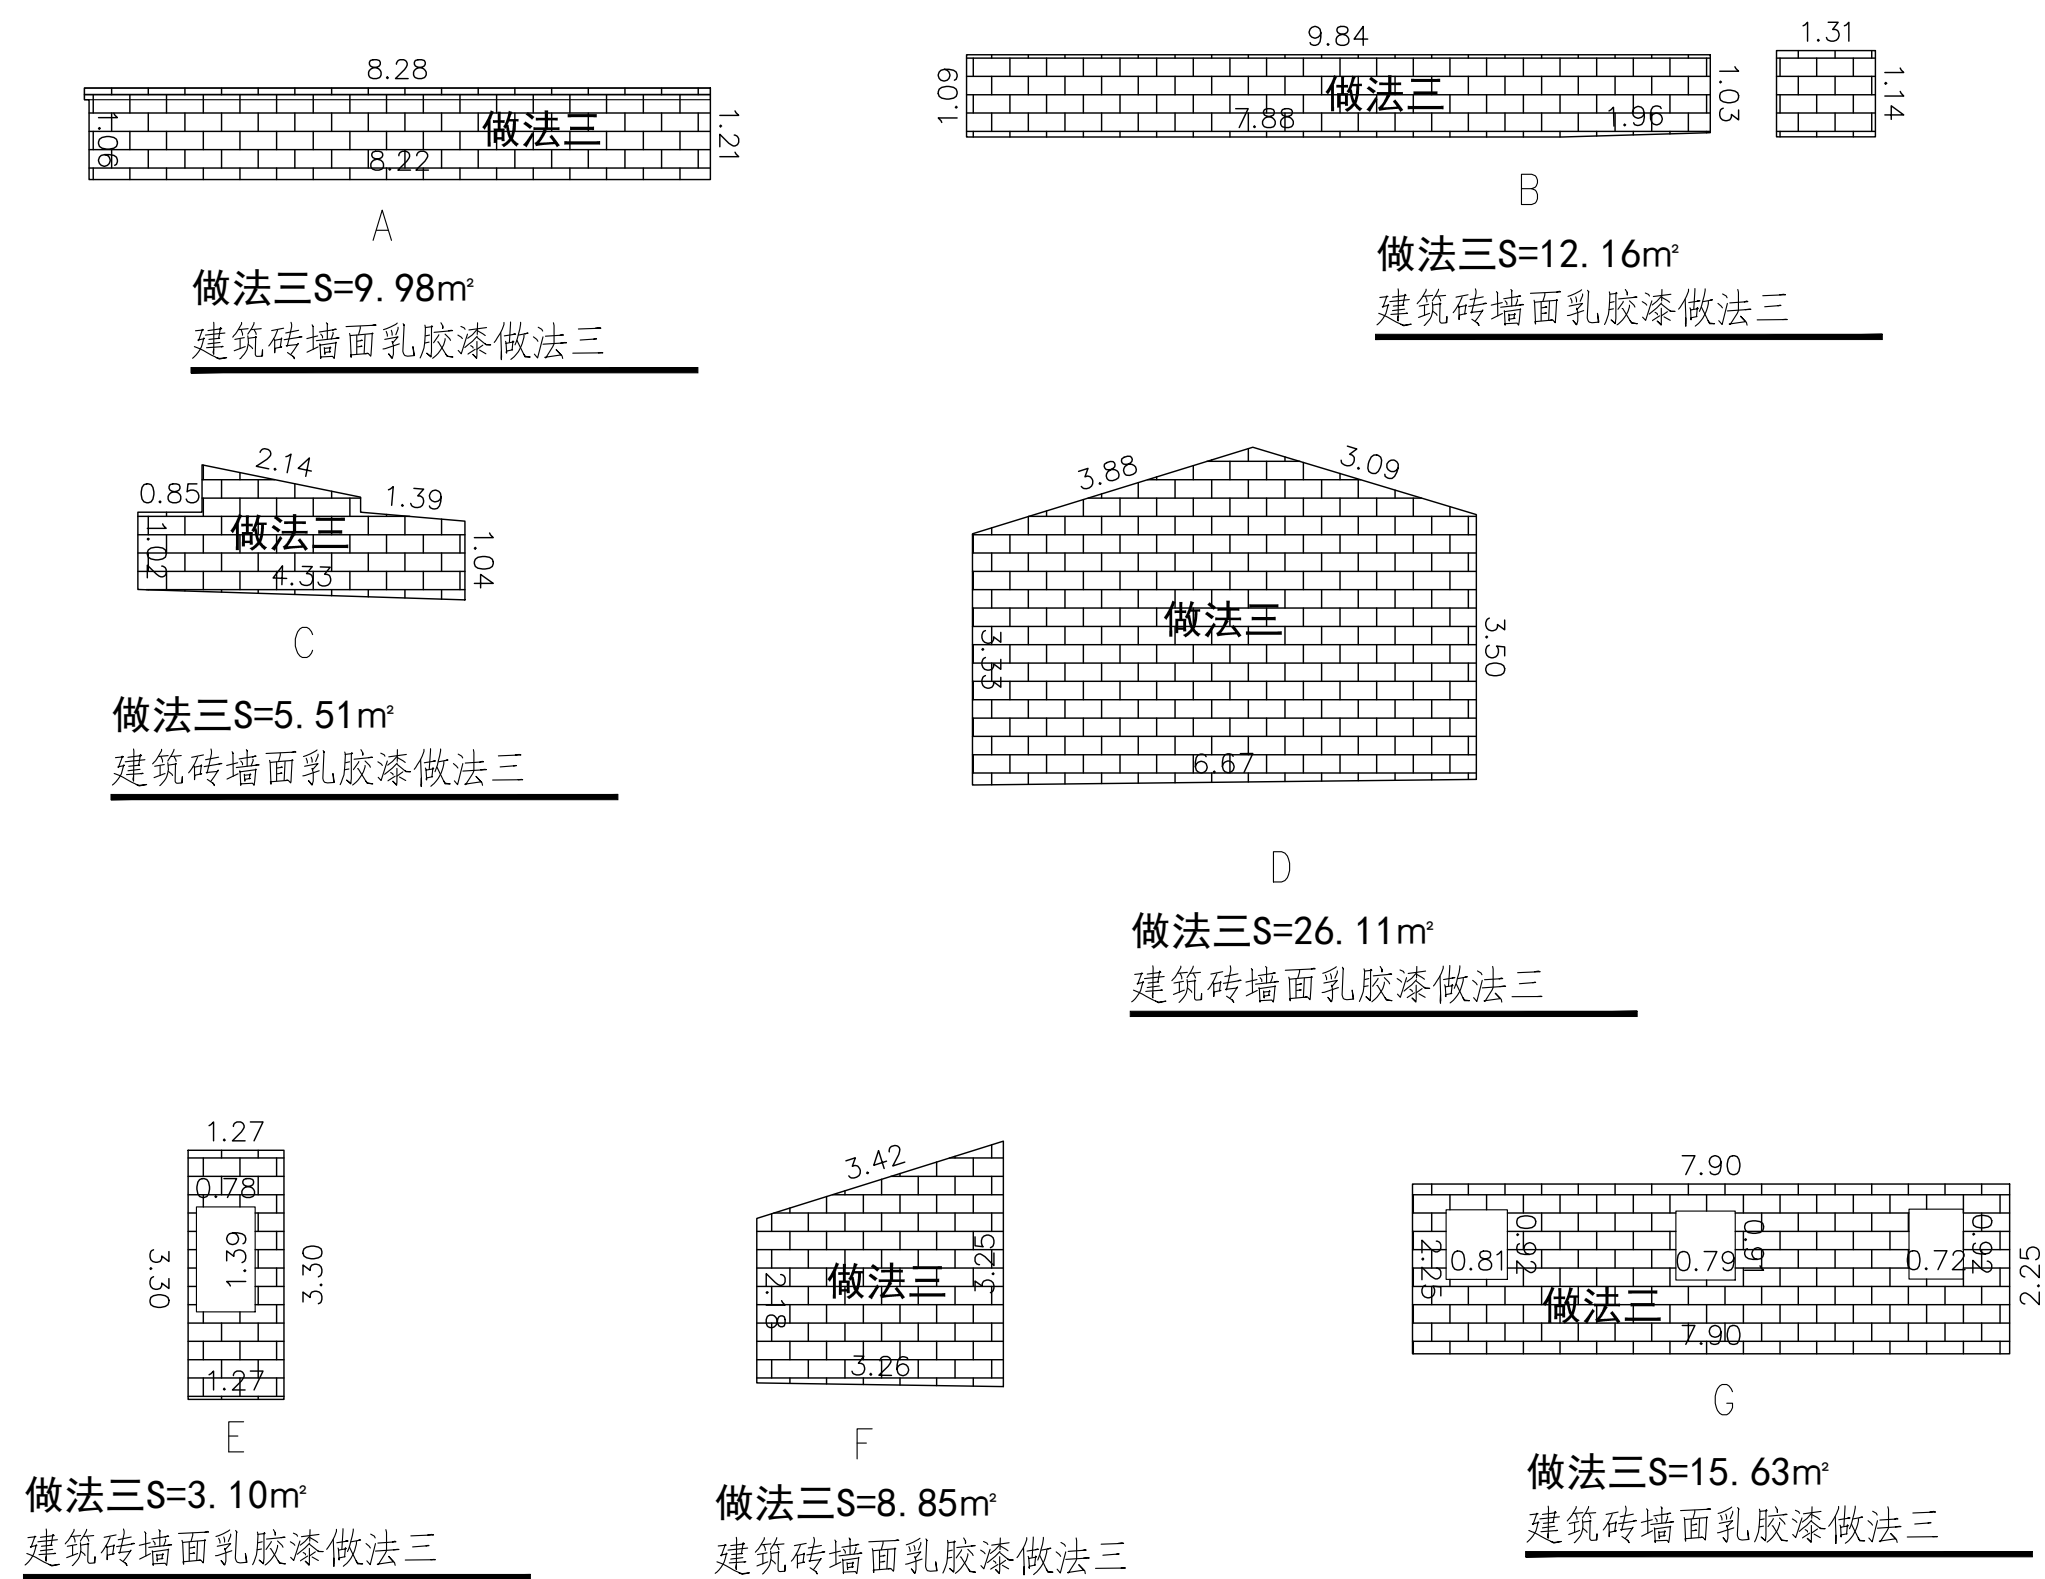 8.28
1.06
做法三
1.21
8.22
A
做法三S=9.98m²
建筑砖墙面乳胶漆做法三
9.84
1.31
1.09
做法三
1.03
1.14
7.88
1.96
B
做法三S=12.16m²
建筑砖墙面乳胶漆做法三
2.14
0.85
1.39
1.02
做法三
1.04
4.33
C
做法三S=5.51m²
建筑砖墙面乳胶漆做法三
3.88
3.09
做法三
3.33
3.50
6.67
D
做法三S=26.11m²
建筑砖墙面乳胶漆做法三
1.27
0.78
1.39
3.30
3.30
1.27
E
做法三S=3.10m²
建筑砖墙面乳胶漆做法三
3.42
3.25
做法三
2.18
3.26
F
做法三S=8.85m²
建筑砖墙面乳胶漆做法三
7.90
0.92
0.91
0.92
2.25
0.81
0.79
0.72
2.25
做法三
7.90
G
做法三S=15.63m²
建筑砖墙面乳胶漆做法三